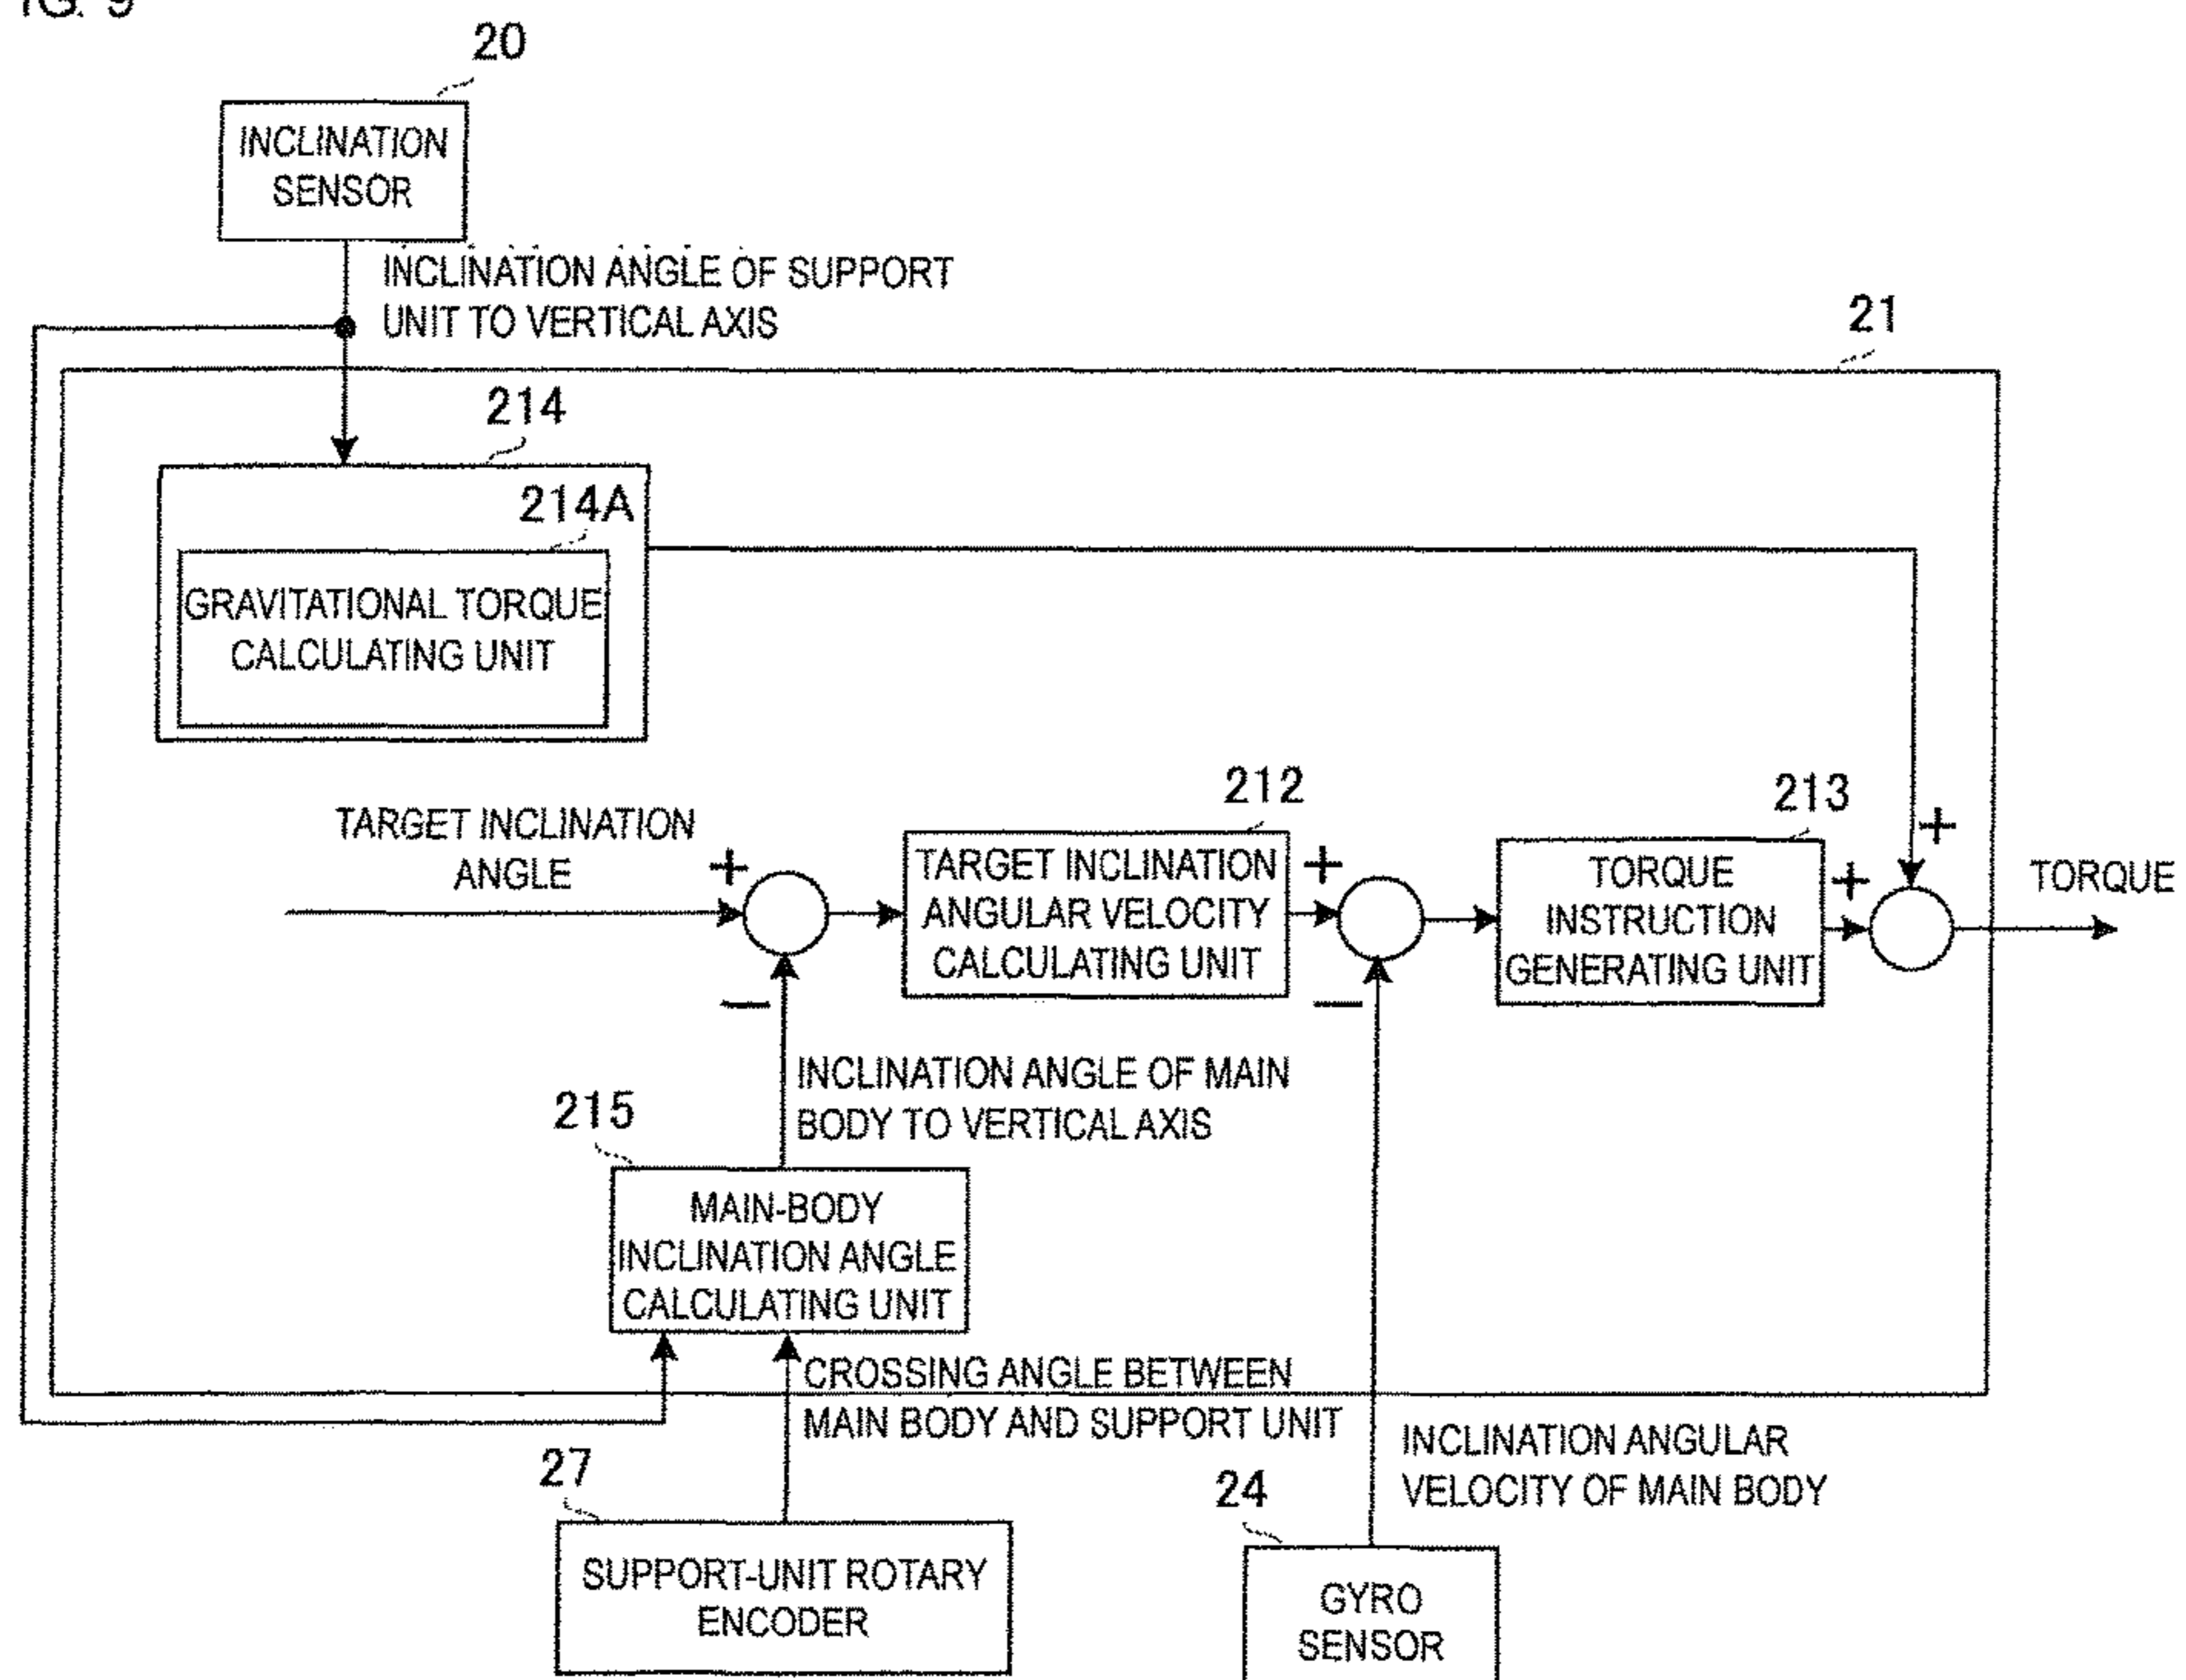 20
INCLINATION
SENSOR
INCLINATION ANGLE OF SUPPORT
UNIT TO VERTICAL AXIS
21
214
214A
GRAVITATIONAL TORQUE
CALCULATING UNIT
212
213
TARGET INCLINATION
ANGLE
+
−
TARGET INCLINATION
ANGULAR VELOCITY
CALCULATING UNIT
+
−
TORQUE
INSTRUCTION
GENERATING UNIT
+
+
TORQUE
INCLINATION ANGLE OF MAIN
BODY TO VERTICAL AXIS
215
MAIN-BODY
INCLINATION ANGLE
CALCULATING UNIT
CROSSING ANGLE BETWEEN
MAIN BODY AND SUPPORT UNIT
INCLINATION ANGULAR
VELOCITY OF MAIN BODY
27
SUPPORT-UNIT ROTARY
ENCODER
24
GYRO
SENSOR